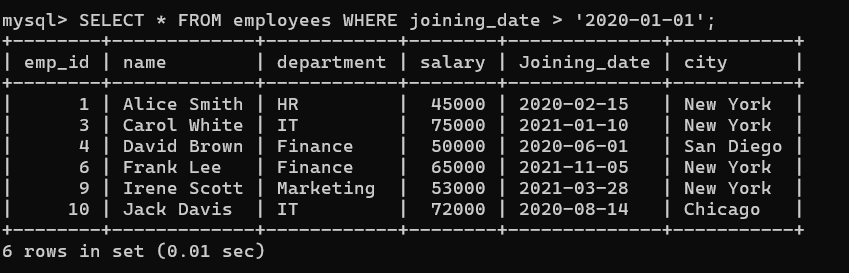 mysql> SELECT * FROM employees WHERE joining_date > '2020-01-01';
+--------+-------------+------------+--------+--------------+-----------+
| emp_id | name        | department | salary | Joining_date | city      |
+--------+-------------+------------+--------+--------------+-----------+
|      1 | Alice Smith | HR         |  45000 | 2020-02-15   | New York  |
|      3 | Carol White | IT         |  75000 | 2021-01-10   | New York  |
|      4 | David Brown | Finance    |  50000 | 2020-06-01   | San Diego |
|      6 | Frank Lee   | Finance    |  65000 | 2021-11-05   | New York  |
|      9 | Irene Scott | Marketing  |  53000 | 2021-03-28   | New York  |
|     10 | Jack Davis  | IT         |  72000 | 2020-08-14   | Chicago   |
+--------+-------------+------------+--------+--------------+-----------+
6 rows in set (0.01 sec)